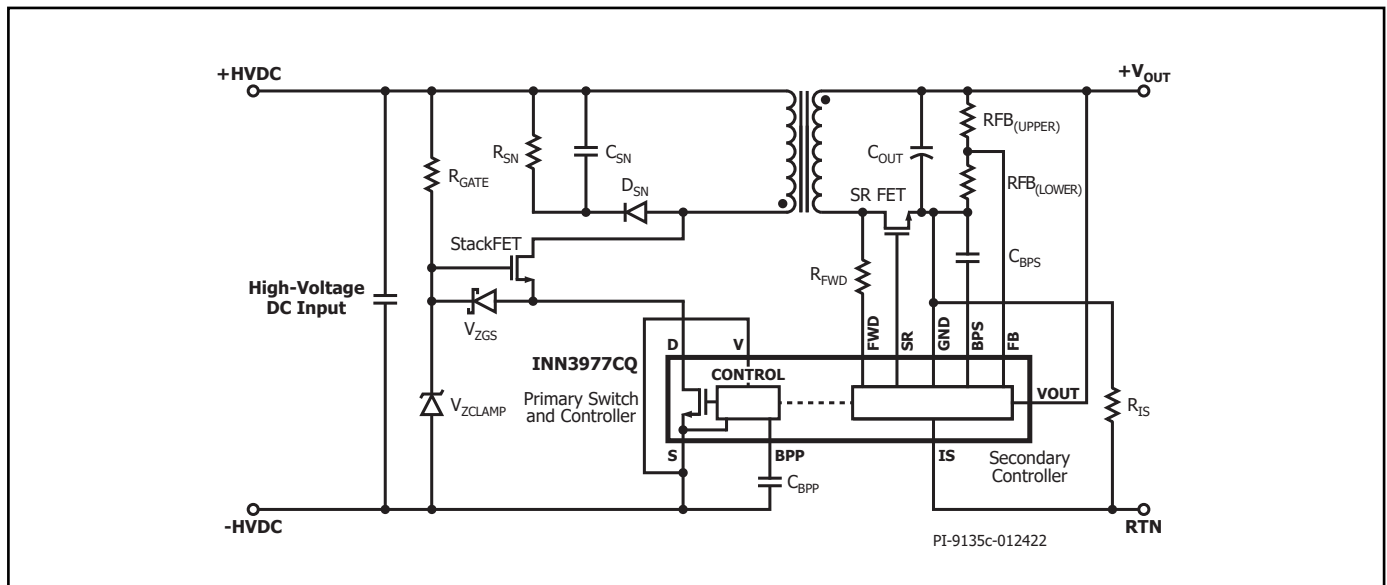 +HVDC
+VOUT
RSN
CSN
RGATE
DSN
StackFET
High-Voltage
DC Input
VZGS
VZCLAMP
COUT
RFB(UPPER)
RFB(LOWER)
SR FET
RFWD
CBPS
FWD
SR
GND
BPS
FB
D
V
INN3977CQ
CONTROL
Primary Switch
and Controller
VOUT
RIS
S
BPP
IS
Secondary
Controller
CBPP
-HVDC
RTN
PI-9135c-012422